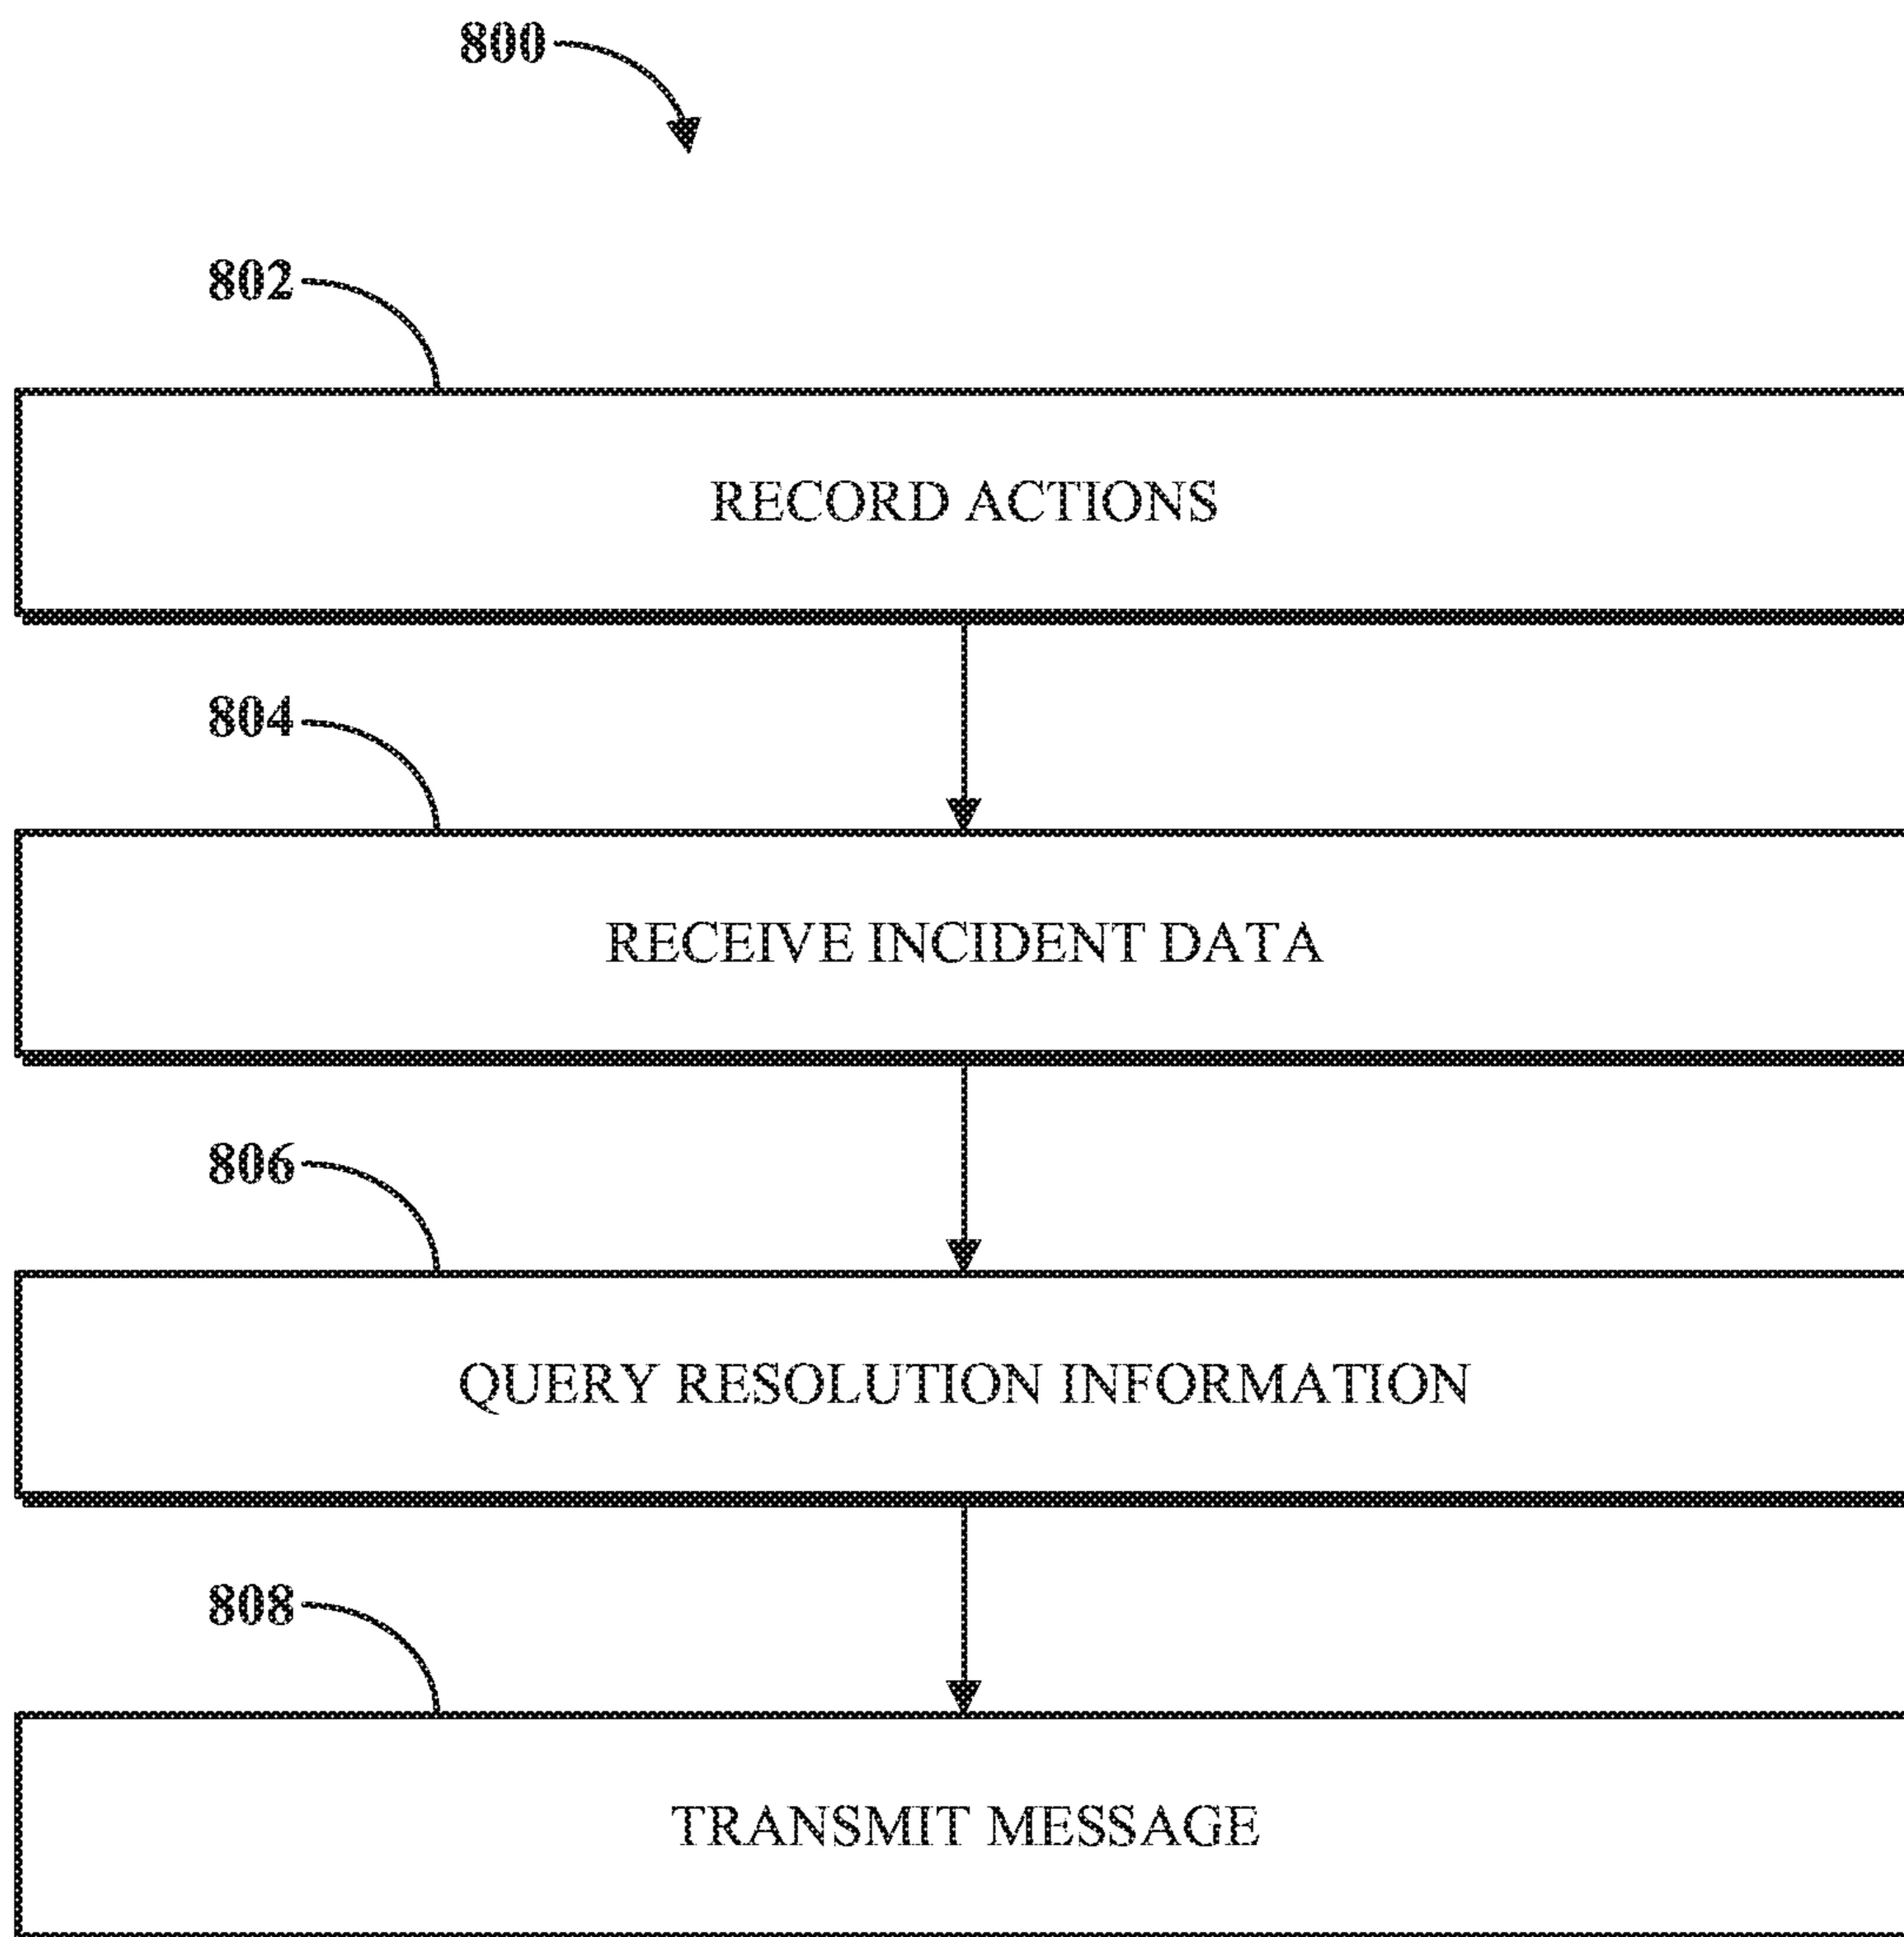 800
802
RECORD ACTIONS
804
RECEIVE INCIDENT DATA
806
QUERY RESOLUTION INFORMATION
808
TRANSMIT MESSAGE